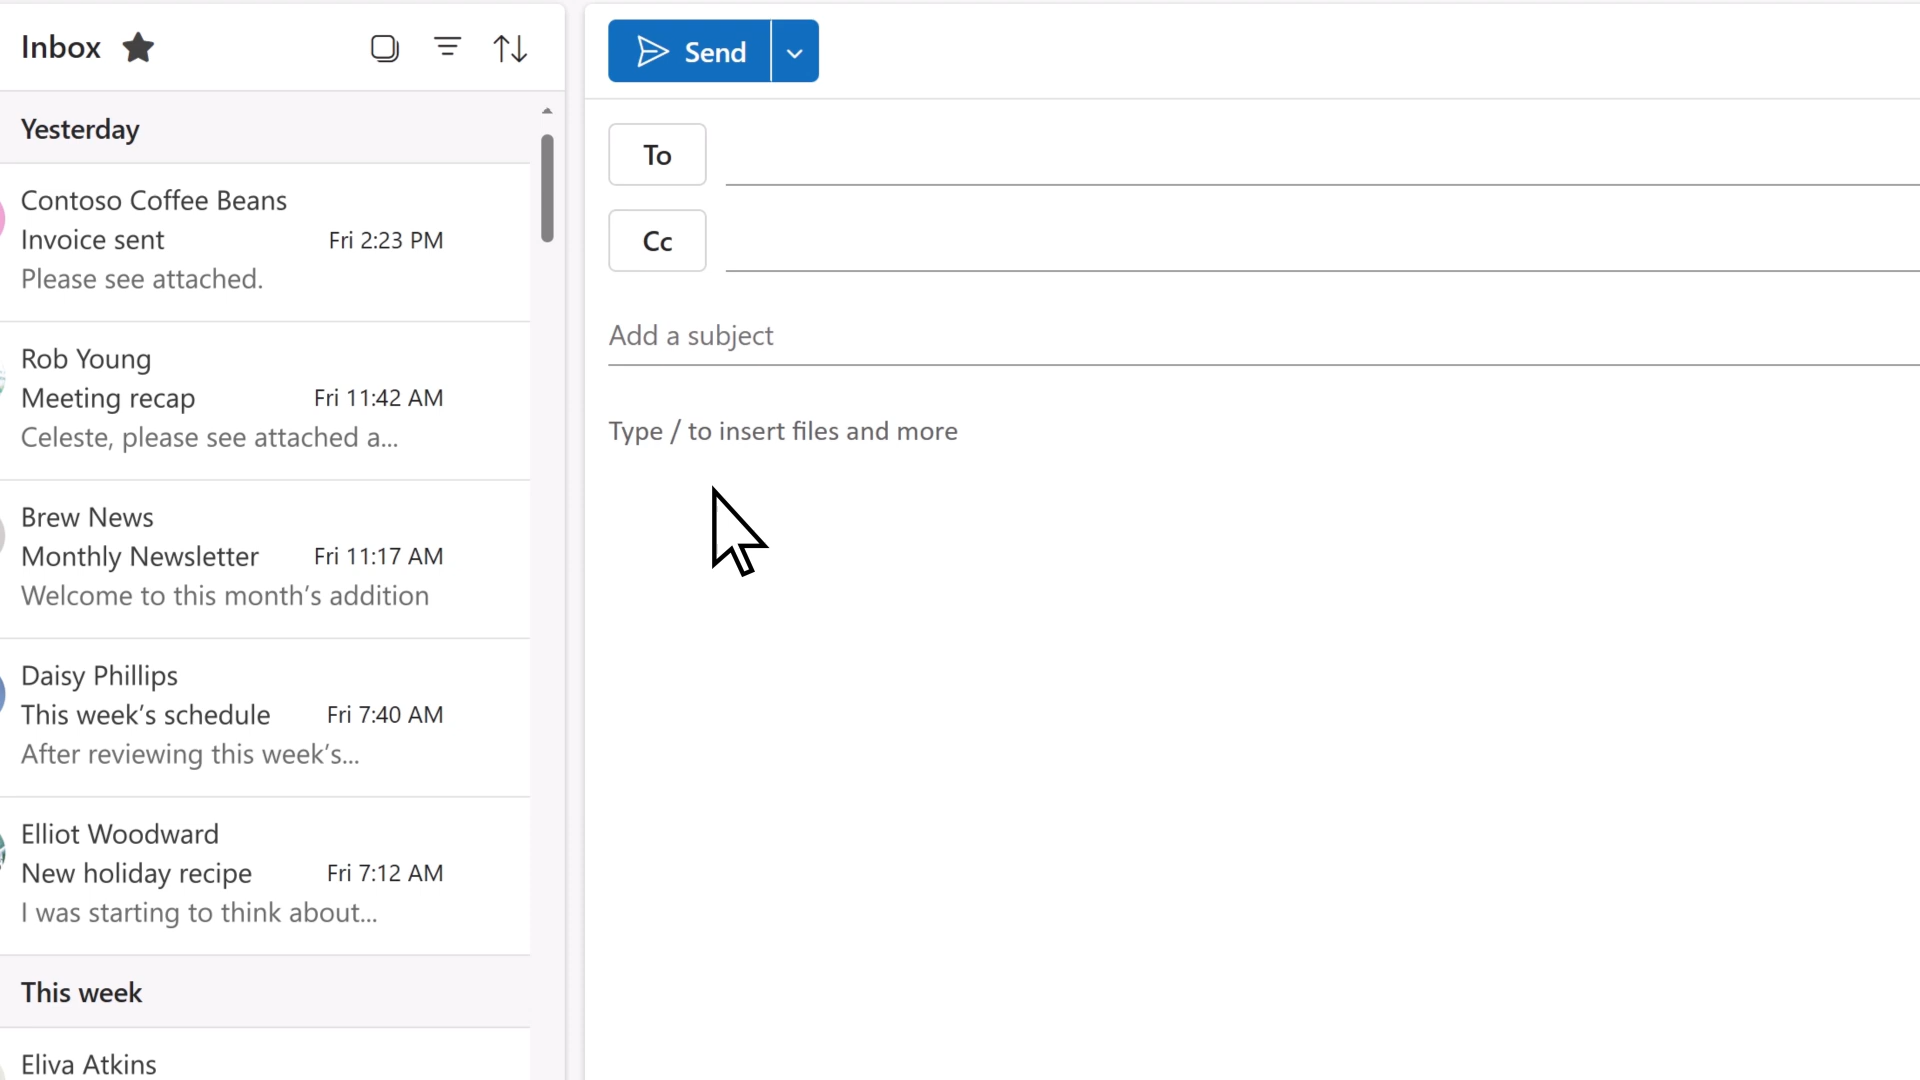 Inbox
Yesterday
Contoso Coffee Beans
Invoice sent Fri 2:23 PM
Please see attached.
Rob Young
Meeting recap Fri 11:42 AM
Celeste, please see attached a...
Brew News
Monthly Newsletter Fri 11:17 AM
Welcome to this month's addition
Daisy Phillips
This week's schedule Fri 7:40 AM
After reviewing this week's...
Elliot Woodward
New holiday recipe Fri 7:12 AM
I was starting to think about...
This week
Eliva Atkins
Send
To
Cc
Add a subject
Type / to insert files and more